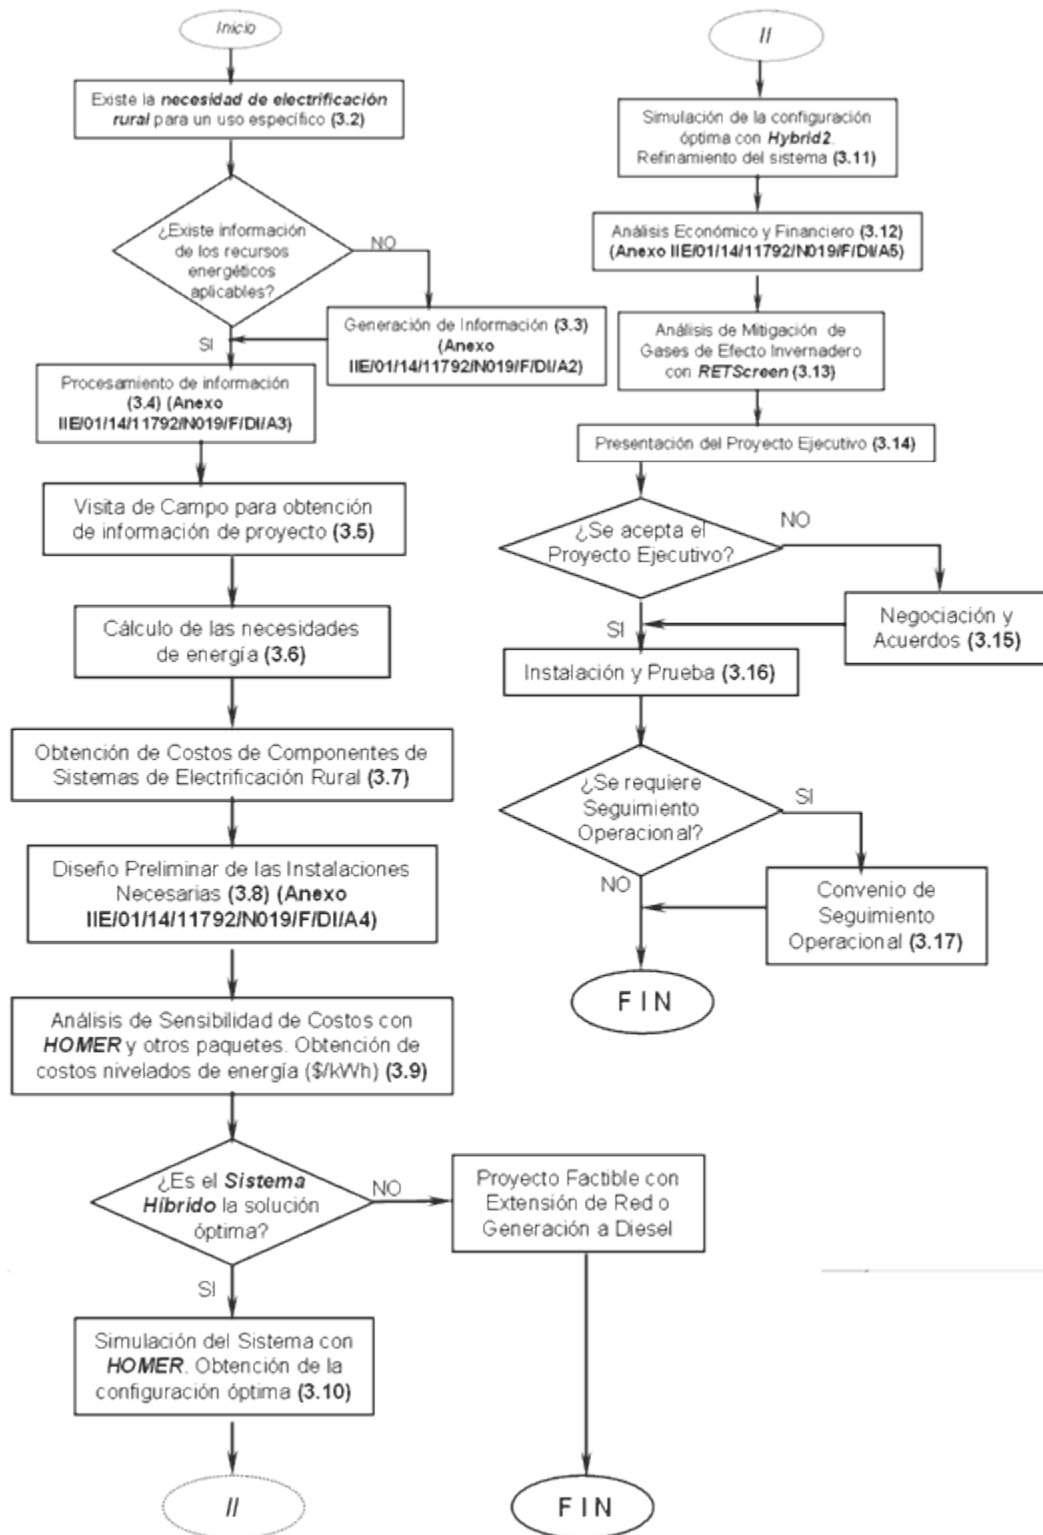 Inicio
Existe la necesidad de electrificación
rural para un uso específico (3.2)
¿Existe información
de los recursos
energéticos
aplicables?
NO
SI
Generación de Información (3.3)
(Anexo
IIE/01/14/11792/N019/F/DI/A2)
Procesamiento de información
(3.4) (Anexo
IIE/01/14/11792/N019/F/DI/A3)
Visita de Campo para obtención
de información de proyecto (3.5)
Cálculo de las necesidades
de energía (3.6)
Obtención de Costos de Componentes de
Sistemas de Electrificación Rural (3.7)
Diseño Preliminar de las Instalaciones
Necesarias (3.8) (Anexo
IIE/01/14/11792/N019/F/DI/A4)
Análisis de Sensibilidad de Costos con
HOMER y otros paquetes. Obtención de
costos nivelados de energía ($/kWh) (3.9)
¿Es el Sistema
Híbrido la solución
óptima?
NO
Proyecto Factible con
Extensión de Red o
Generación a Diesel
FIN
SI
Simulación del Sistema con
HOMER. Obtención de la
configuración óptima (3.10)
II
II
Simulación de la configuración
óptima con Hybrid2.
Refinamiento del sistema (3.11)
Análisis Económico y Financiero (3.12)
(Anexo IIE/01/14/11792/N019/F/DI/A5)
Análisis de Mitigación de
Gases de Efecto Invernadero
con RETScreen (3.13)
Presentación del Proyecto Ejecutivo (3.14)
¿Se acepta el
Proyecto Ejecutivo?
NO
Negociación y
Acuerdos (3.15)
SI
Instalación y Prueba (3.16)
¿Se requiere
Seguimiento
Operacional?
SI
NO
Convenio de
Seguimiento
Operacional (3.17)
FIN